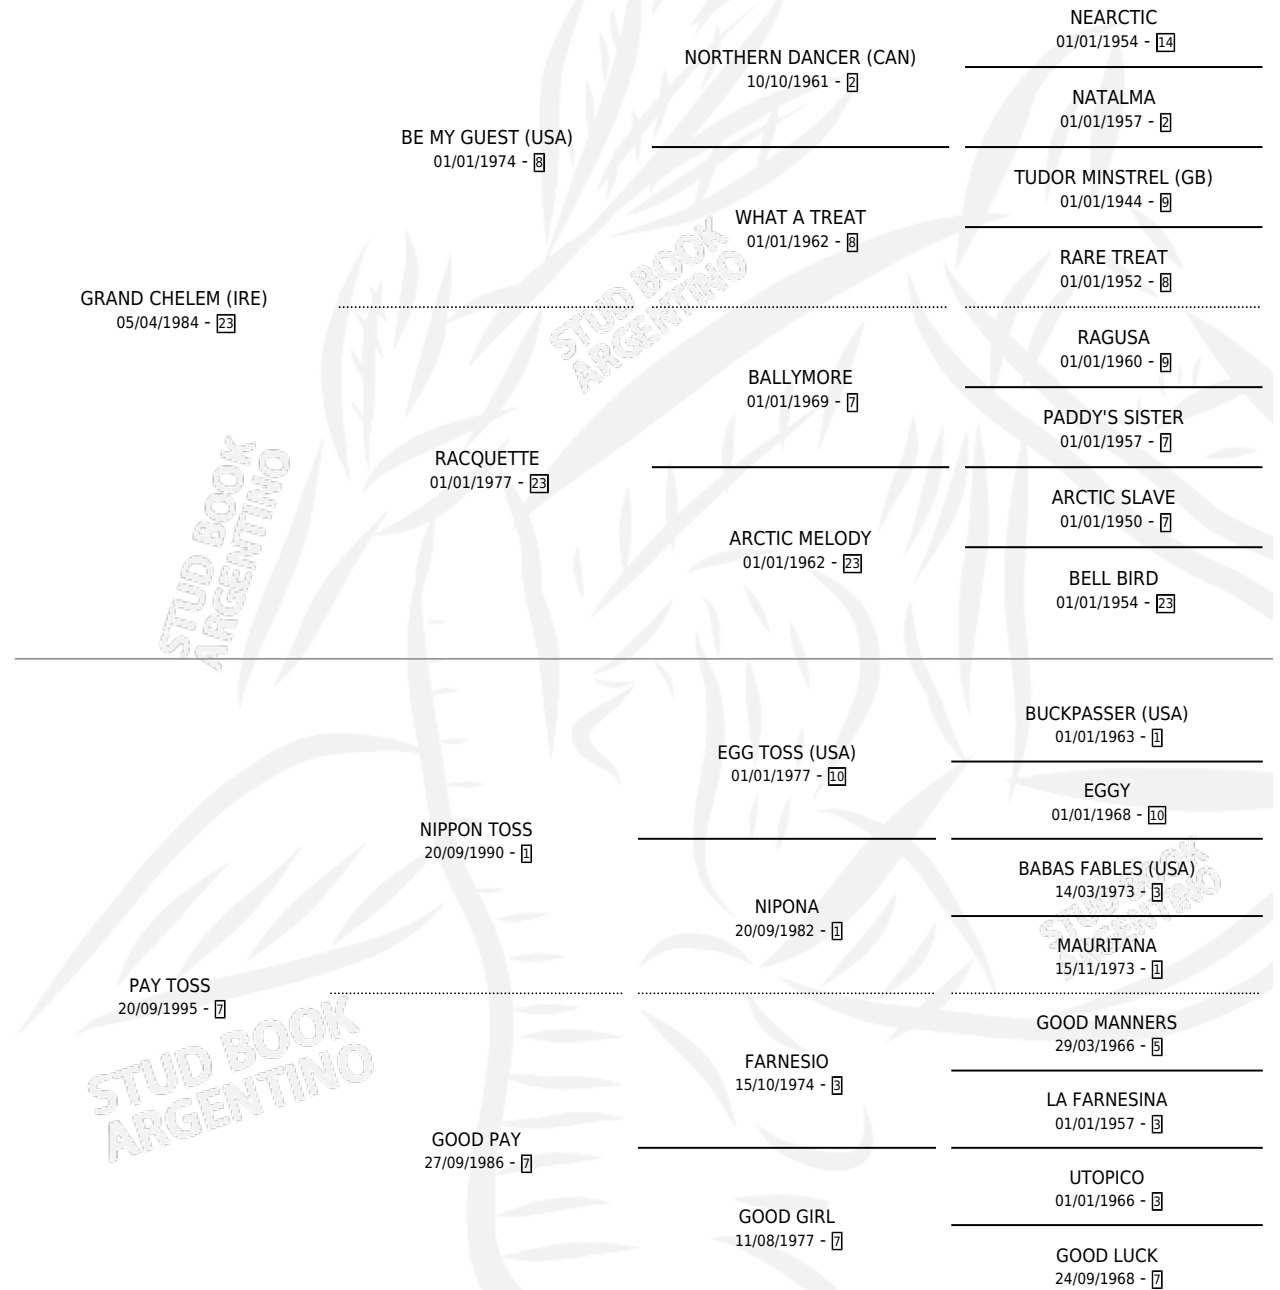 NEARCTIC
01/01/1954 - 14
NORTHERN DANCER (CAN)
10/10/1961 - 2
NATALMA
01/01/1957 - 2
BE MY GUEST (USA)
01/01/1974 - 8
TUDOR MINSTREL (GB)
01/01/1944 - 9
WHAT A TREAT
01/01/1962 - 8
RARE TREAT
01/01/1952 - 8
GRAND CHELEM (IRE)
05/04/1984 - 23
STUD BOOK
ARGENTINO
RAGUSA
01/01/1960 - 9
BALLYMORE
01/01/1969 - 7
PADDY'S SISTER
01/01/1957 - 7
RACQUETTE
01/01/1977 - 23
ARCTIC SLAVE
01/01/1950 - 7
ARCTIC MELODY
01/01/1962 - 23
BELL BIRD
01/01/1954 - 23
STUD BOOK
ARGENTINO
BUCKPASSER (USA)
01/01/1963 - 1
EGG TOSS (USA)
01/01/1977 - 10
EGGY
01/01/1968 - 10
NIPPON TOSS
20/09/1990 - 1
BABAS FABLES (USA)
14/03/1973 - 3
STUD BOOK
ARGENTINO
NIPONA
20/09/1982 - 1
MAURITANA
15/11/1973 - 1
PAY TOSS
20/09/1995 - 7
STUD BOOK
ARGENTINO
GOOD MANNERS
29/03/1966 - 5
FARNESIO
15/10/1974 - 3
LA FARNESINA
01/01/1957 - 3
GOOD PAY
27/09/1986 - 7
UTOPICO
01/01/1966 - 3
GOOD GIRL
11/08/1977 - 7
GOOD LUCK
24/09/1968 - 7